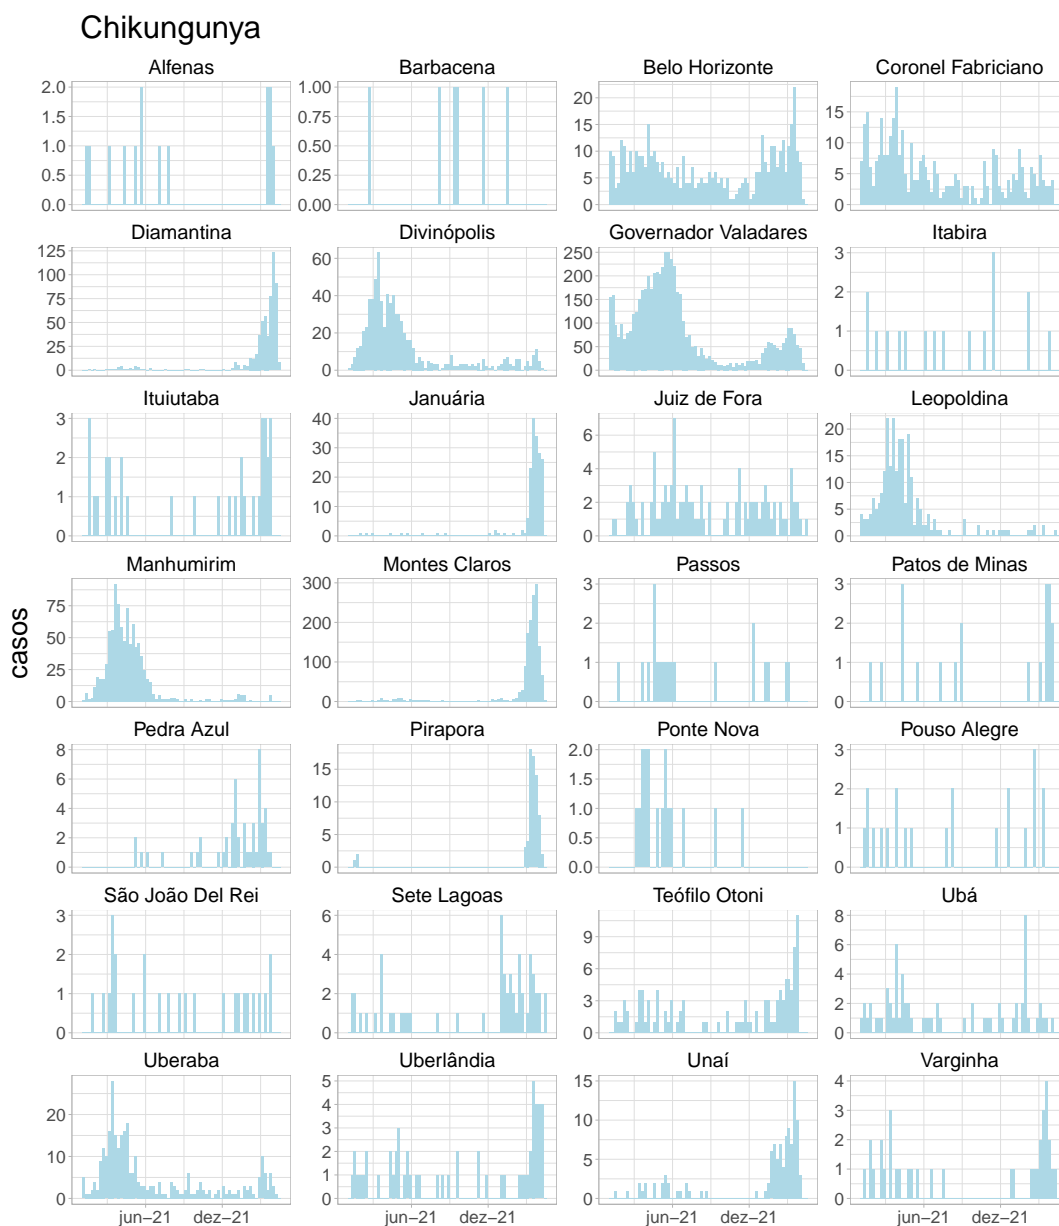 Chikungunya
Alfenas Barbacena Belo Horizonte Coronel Fabriciano
2.0 1.5 1.0 0.5 0.0
1.00 0.75 0.50 0.25 0.00
20 15 10 5 0
15 10 5 0
Diamantina Divinópolis Governador Valadares Itabira
125 100 75 50 25 0
60 40 20 0
250 200 150 100 50 0
3 2 1 0
Ituiutaba Januária Juiz de Fora Leopoldina
3 2 1 0
40 30 20 10 0
6 4 2 0
20 15 10 5 0
Manhumirim Montes Claros Passos Patos de Minas
75 50 25 0
300 200 100 0
3 2 1 0
3 2 1 0
casos
Pedra Azul Pirapora Ponte Nova Pouso Alegre
8 6 4 2 0
15 10 5 0
2.0 1.5 1.0 0.5 0.0
3 2 1 0
São João Del Rei Sete Lagoas Teófilo Otoni Ubá
3 2 1 0
6 4 2 0
9 6 3 0
8 6 4 2 0
Uberaba Uberlândia Unaí Varginha
20 10 0
5 4 3 2 1 0
15 10 5 0
4 3 2 1 0
jun–21 dez–21 jun–21 dez–21 jun–21 dez–21 jun–21 dez–21